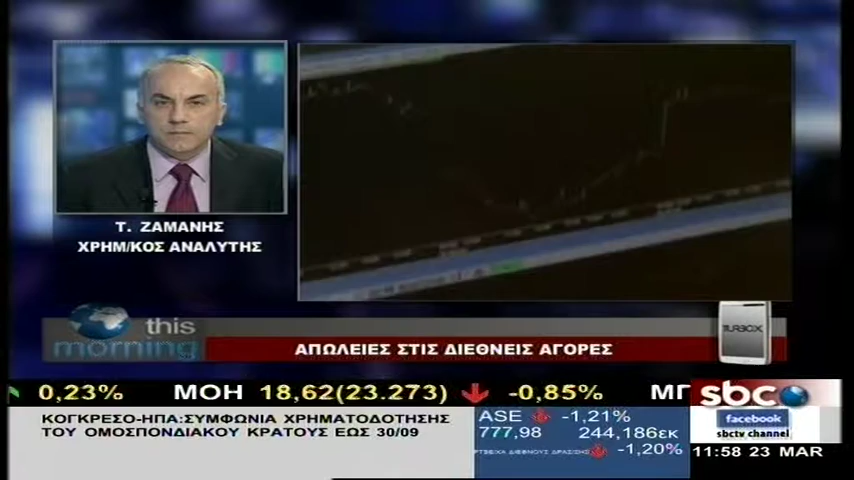 Τ. ΖΑΜΑΝΗΣ
ΧΡΗΜ/ΚΟΣ ΑΝΑΛΥΤΗΣ
this
morning
ΑΠΩΛΕΙΕΣ ΣΤΙΣ ΔΙΕΘΝΕΙΣ ΑΓΟΡΕΣ
TURBOX
0,23% ΜΟΗ 18,62(23.273) -0,85% ΜΠ
sbc
ΚΟΓΚΡΕΣΟ-ΗΠΑ:ΣΥΜΦΩΝΙΑ ΧΡΗΜΑΤΟΔΟΤΗΣΗΣ
ΤΟΥ ΟΜΟΣΠΟΝΔΙΑΚΟΥ ΚΡΑΤΟΥΣ ΕΩΣ 30/09
ASE -1,21%
777,98 244,186εκ
-1,20%
facebook
sbctv channel
11:58 23 MAR